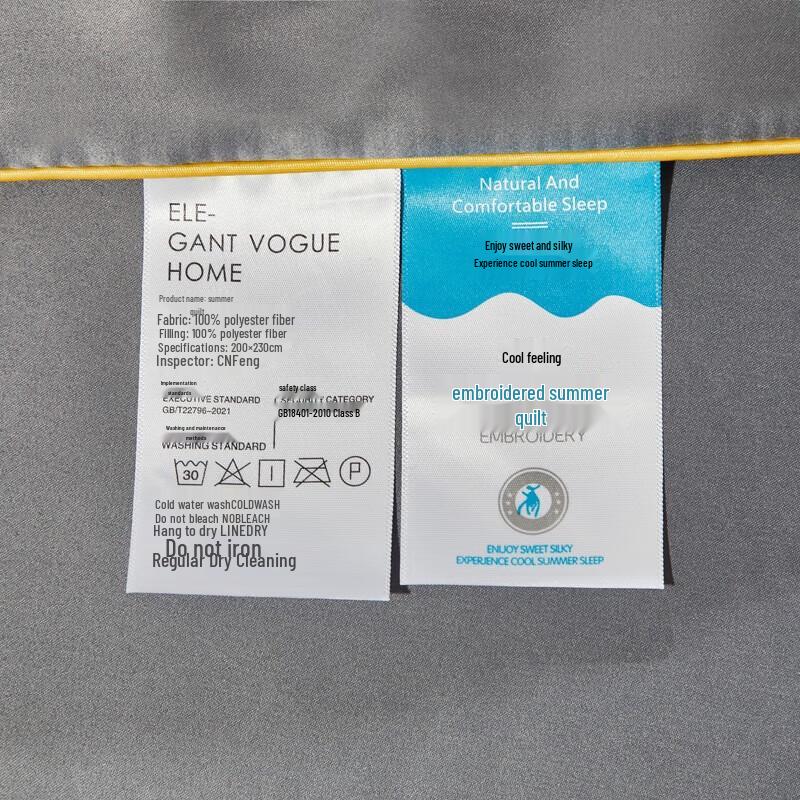 ELE-
GANT VOGUE
HOME
Product name: summer
quilt
Fabric: 100% polyester fiber
Filling: 100% polyester fiber
Specifications: 200×230cm
Inspector: CNFeng
Implementation
standards
EXECUTIVE STANDARD
GB/T22796-2021
safety class
SECURITY CATEGORY
GB18401-2010 Class B
Washing and maintenance
methods
WASHING STANDARD
30
P
Cold water washCOLDWASH
Do not bleach NOBLEACH
Hang to dry LINEDRY
Do not iron
Regular Dry Cleaning
Natural And
Comfortable Sleep
Enjoy sweet and silky
Experience cool summer sleep
Cool feeling
embroidered summer
quilt
EMBROIDERY
ENIJOY SWEET SILKY
EXPERJENCE COOL SUMMER SLEEP